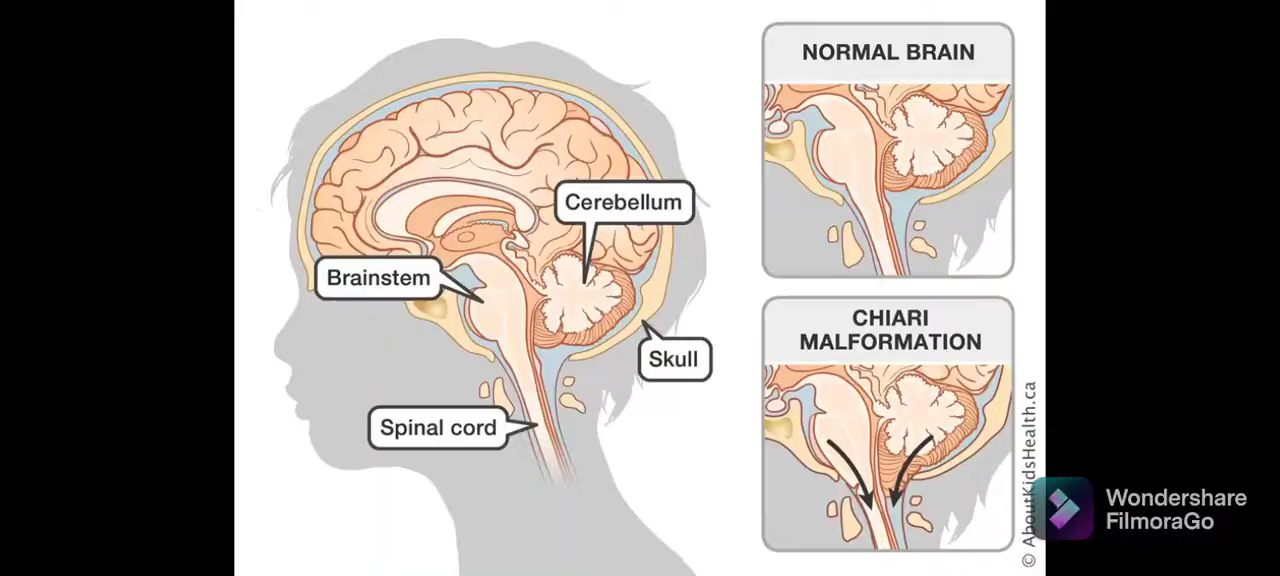 NORMAL BRAIN
Cerebellum
Brainstem
Skull
Spinal cord
CHIARI
MALFORMATION
© AboutKidsHealth.ca
Wondershare
FilmoraGo